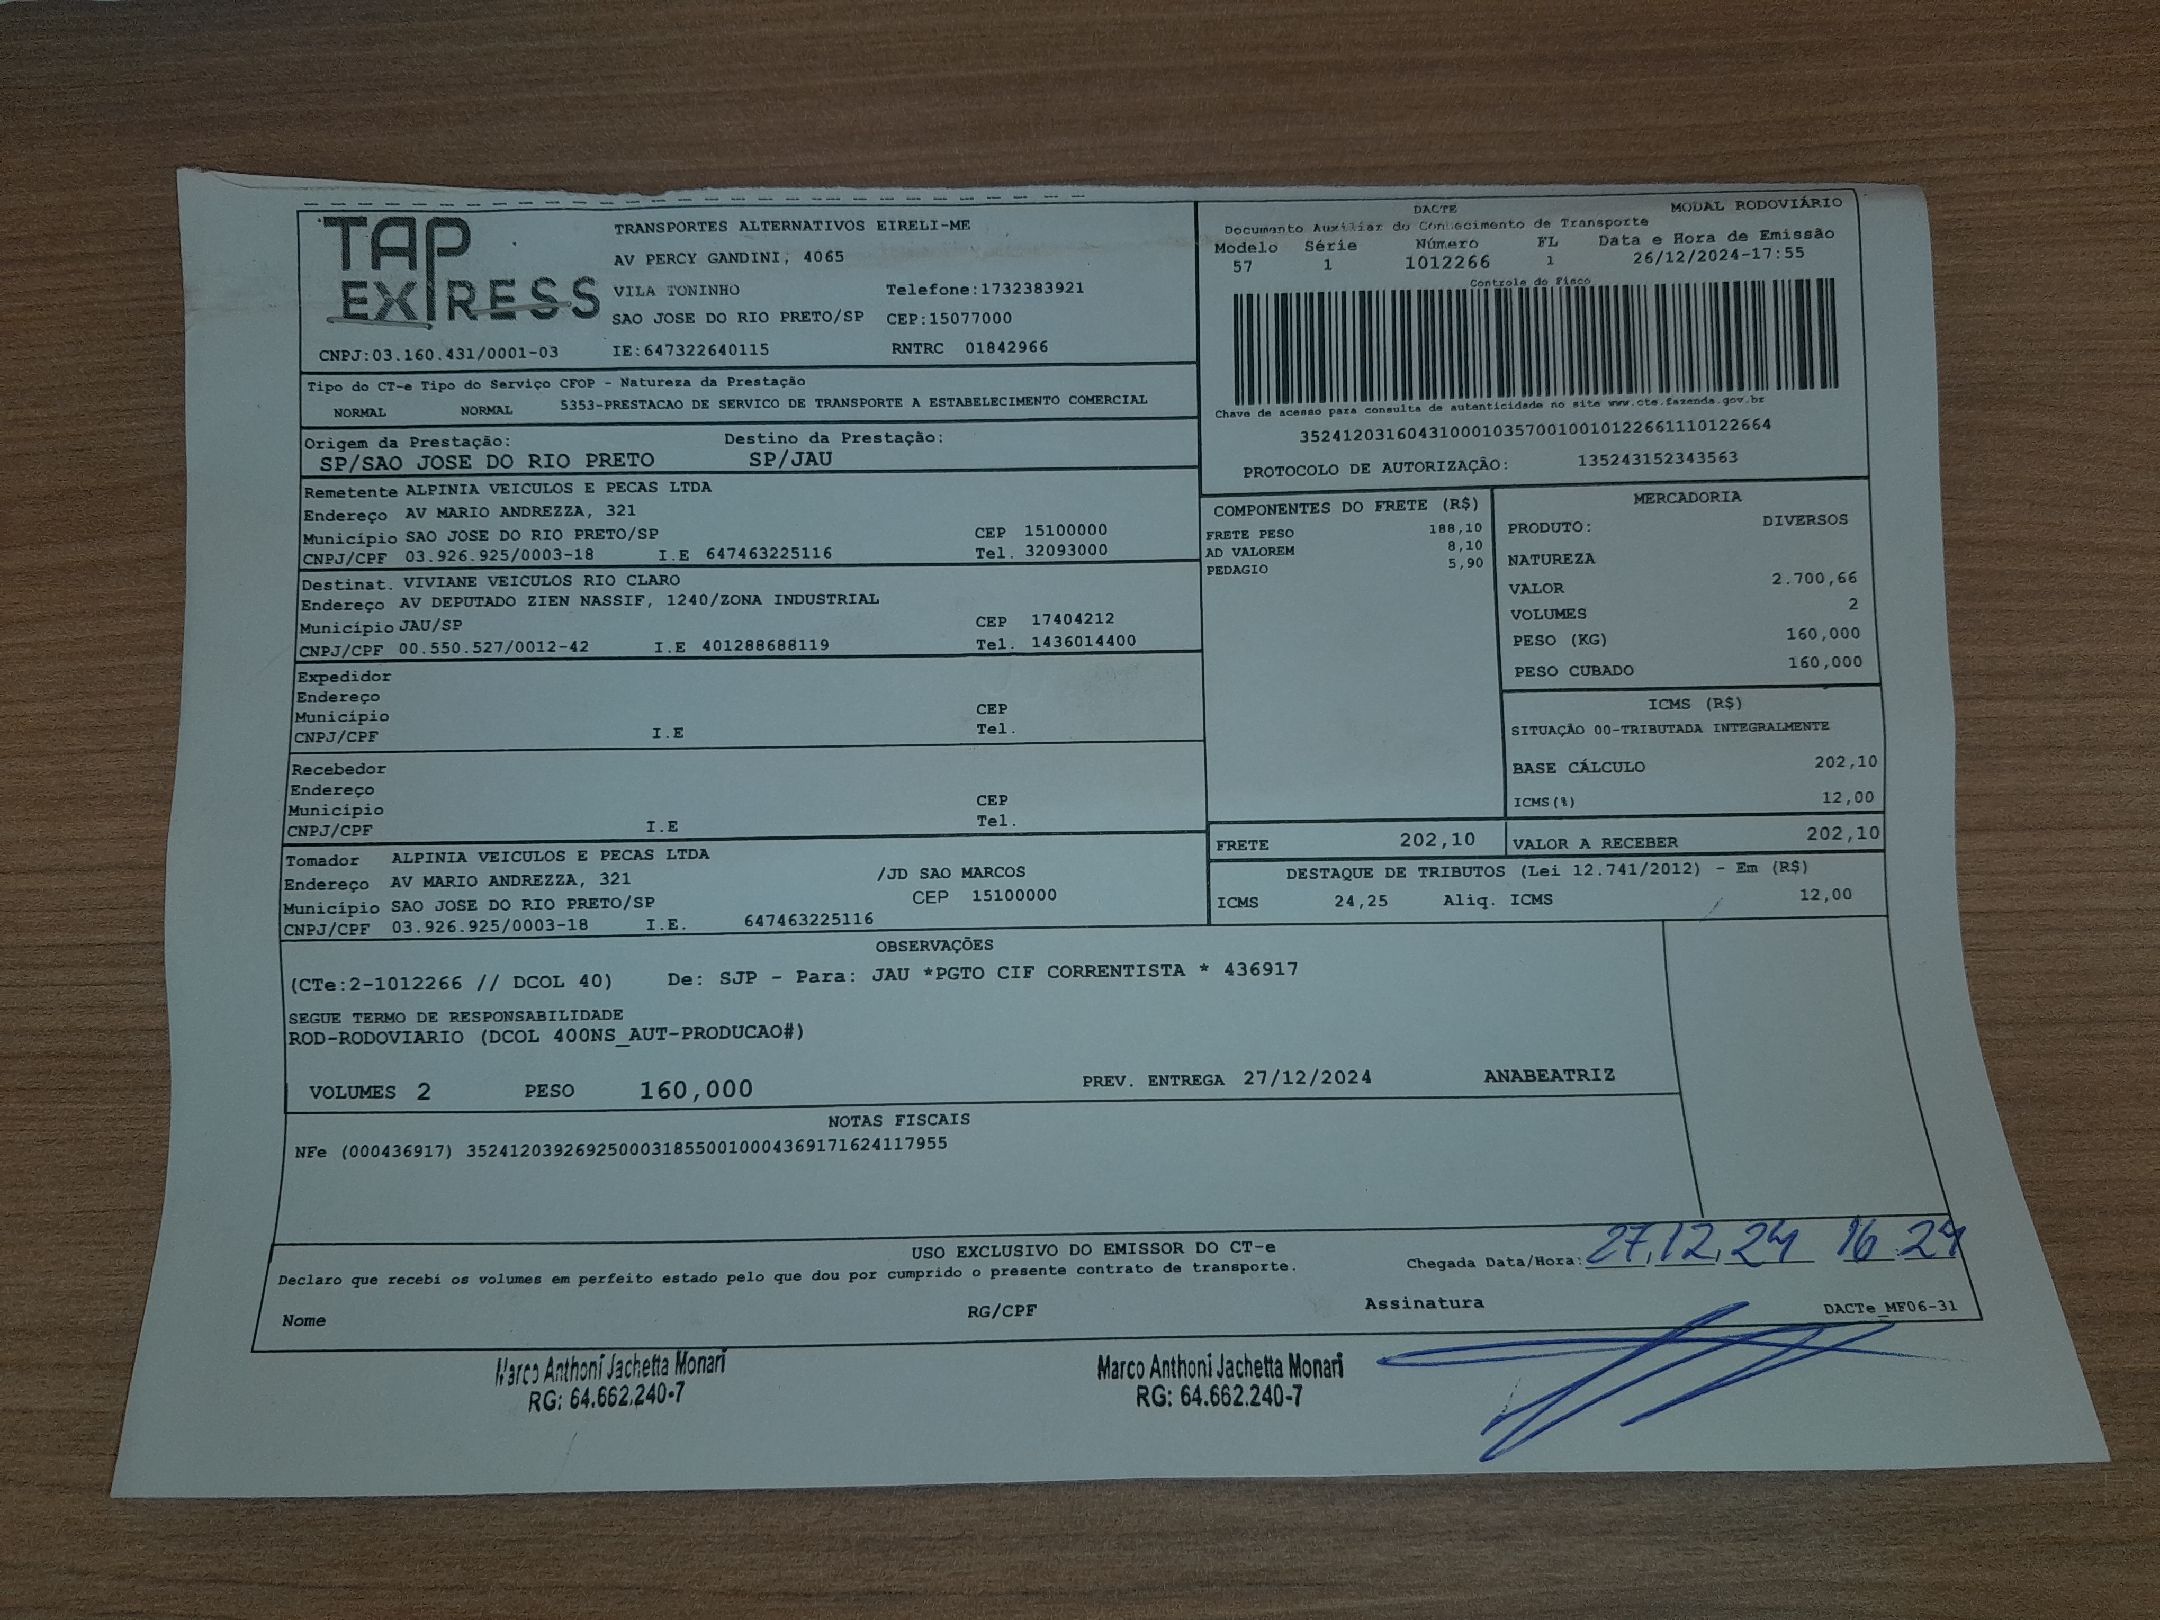 TAP EXPRESS
TRANSPORTES ALTERNATIVOS EIRELI-ME
AV PERCY GANDINI, 4065
VILA TONINHO Telefone:1732383921
SAO JOSE DO RIO PRETO/SP CEP:15077000
CNPJ:03.160.431/0001-03 IE:647322640115 RNTRC 01842966
DACTE MODAL RODOVIÁRIO
Documento Auxiliar do Conhecimento de Transporte
Modelo Série Número FL Data e Hora de Emissão
57 1 1012266 1 26/12/2024-17:55
Controle do Fisco
Chave de acesso para consulta de autenticidade no site www.cte.fazenda.gov.br
35241203160431000103570010010122661110122664
PROTOCOLO DE AUTORIZAÇÃO: 135243152343563
Tipo do CT-e Tipo do Serviço CFOP - Natureza da Prestação
NORMAL NORMAL 5353-PRESTACAO DE SERVICO DE TRANSPORTE A ESTABELECIMENTO COMERCIAL
Origem da Prestação: Destino da Prestação:
SP/SAO JOSE DO RIO PRETO SP/JAU
Remetente ALPINIA VEICULOS E PECAS LTDA
Endereço AV MARIO ANDREZZA, 321
Município SAO JOSE DO RIO PRETO/SP CEP 15100000
CNPJ/CPF 03.926.925/0003-18 I.E 647463225116 Tel. 32093000
Destinat. VIVIANE VEICULOS RIO CLARO
Endereço AV DEPUTADO ZIEN NASSIF, 1240/ZONA INDUSTRIAL
Município JAU/SP CEP 17404212
CNPJ/CPF 00.550.527/0012-42 I.E 401288688119 Tel. 1436014400
Expedidor
Endereço
Município CEP
CNPJ/CPF I.E Tel.
Recebedor
Endereço
Município CEP
CNPJ/CPF I.E Tel.
Tomador ALPINIA VEICULOS E PECAS LTDA
Endereço AV MARIO ANDREZZA, 321 /JD SAO MARCOS
Município SAO JOSE DO RIO PRETO/SP CEP 15100000
CNPJ/CPF 03.926.925/0003-18 I.E. 647463225116
COMPONENTES DO FRETE (R$)
FRETE PESO 188,10
AD VALOREM 8,10
PEDAGIO 5,90
MERCADORIA
PRODUTO: DIVERSOS
NATUREZA
VALOR 2.700,66
VOLUMES 2
PESO (KG) 160,000
PESO CUBADO 160,000
ICMS (R$)
SITUAÇÃO 00-TRIBUTADA INTEGRALMENTE
BASE CÁLCULO 202,10
ICMS(%) 12,00
FRETE 202,10 VALOR A RECEBER 202,10
DESTAQUE DE TRIBUTOS (Lei 12.741/2012) - Em (R$)
ICMS 24,25 Aliq. ICMS 12,00
OBSERVAÇÕES
(CTe:2-1012266 // DCOL 40) De: SJP - Para: JAU *PGTO CIF CORRENTISTA * 436917
SEGUE TERMO DE RESPONSABILIDADE
ROD-RODOVIARIO (DCOL 400NS_AUT-PRODUCAO#)
VOLUMES 2 PESO 160,000 PREV. ENTREGA 27/12/2024 ANABEATRIZ
NOTAS FISCAIS
NFe (000436917) 35241203926925000318550010004369171624117955
USO EXCLUSIVO DO EMISSOR DO CT-e
Declaro que recebi os volumes em perfeito estado pelo que dou por cumprido o presente contrato de transporte.
Chegada Data/Hora: 27.12.24 16 24
Nome RG/CPF Assinatura DACTe_MF06-31
Marco Anthoni Jachetta Monari
RG: 64.662.240-7
Marco Anthoni Jachetta Monari
RG: 64.662.240-7